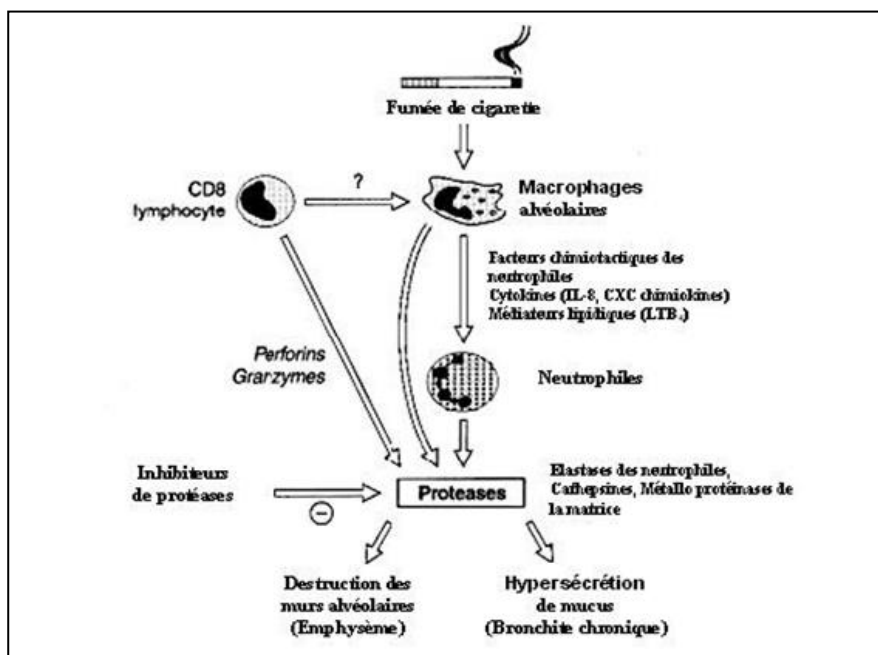 Fumée de cigarette
CD8
lymphocyte
?
Macrophages
alvéolaires
Facteurs chimiotactiques des
neutrophiles
Cytokines (IL-8, CXC chimiokines)
Médiateurs lipidiques (LTB₄)
Perforins
Granzymes
Neutrophiles
Inhibiteurs
de protéases
−
Proteases
Elastases des neutrophiles,
Cathepsines, Métallo protéinases de
la matrice
Destruction des
murs alvéolaires
(Emphysème)
Hypersécrétion
de mucus
(Bronchite chronique)